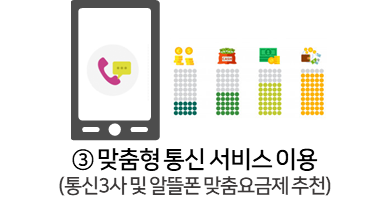 ③ 맞춤형 통신 서비스 이용
(통신3사 및 알뜰폰 맞춤요금제 추천)